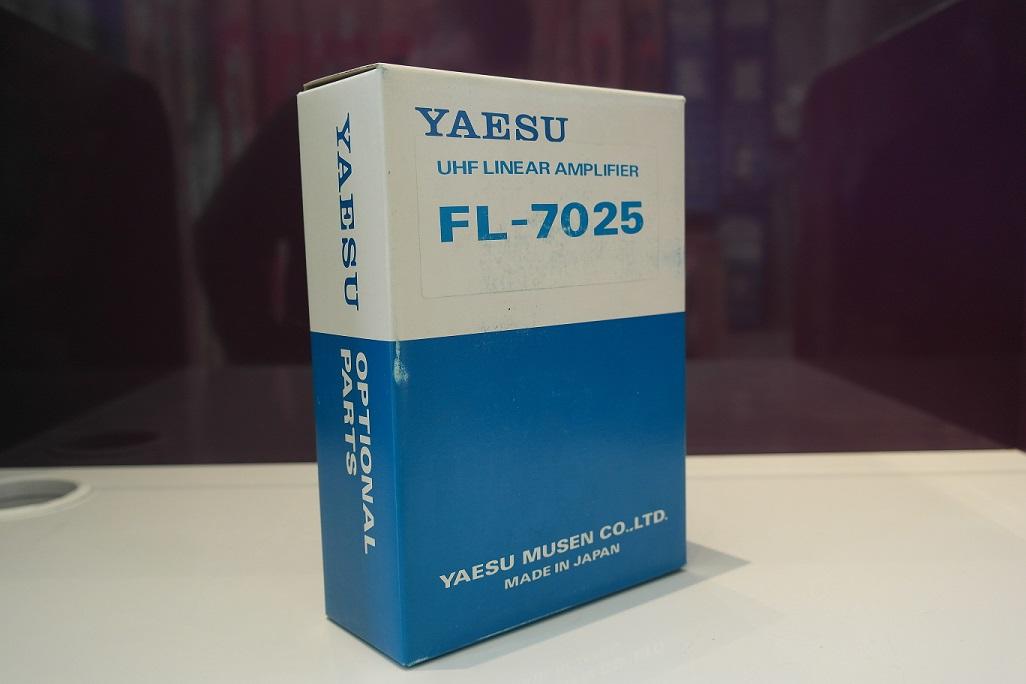 YAESU
UHF LINEAR AMPLIFIER
FL-7025
YAESU MUSEN CO.,LTD.
MADE IN JAPAN
YAESU
OPTIONAL
PARTS